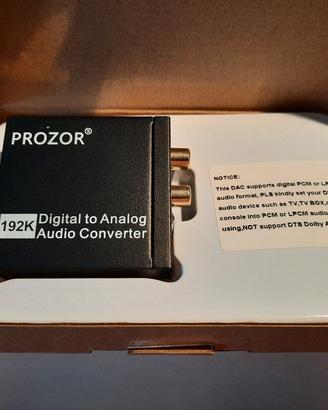 PROZOR®
192K Digital to Analog
Audio Converter
NOTICE:
This DAC supports digital PCM or
audio format, PLS kindly set your
audio device such as TV,TV BOX,
console into PCM or LPCM audio
using,NOT support DTS Dolby